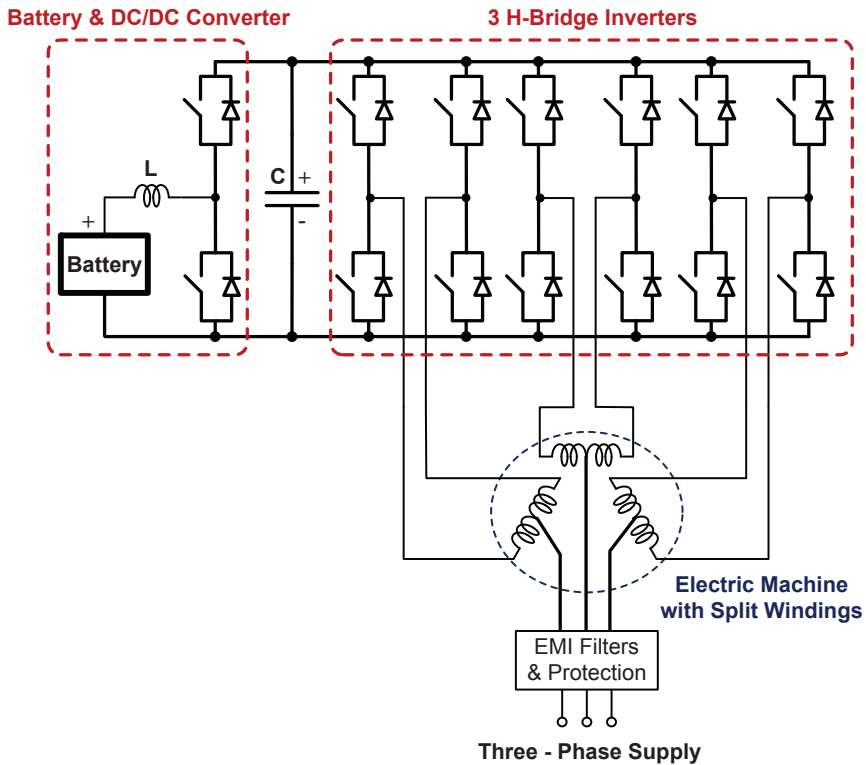 Battery & DC/DC Converter
3 H-Bridge Inverters
L
C
+
-
+
Battery
Electric Machine
with Split Windings
EMI Filters
& Protection
Three - Phase Supply